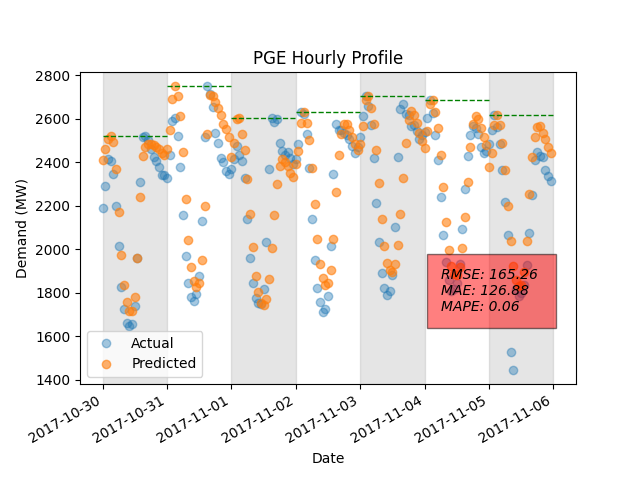 PGE Hourly Profile
2800
2600
2400
2200
2000
1800
1600
1400
Demand (MW)
RMSE: 165.26
MAE: 126.88
MAPE: 0.06
Actual
Predicted
2017-10-30
2017-10-31
2017-11-01
2017-11-02
2017-11-03
2017-11-04
2017-11-05
2017-11-06
Date